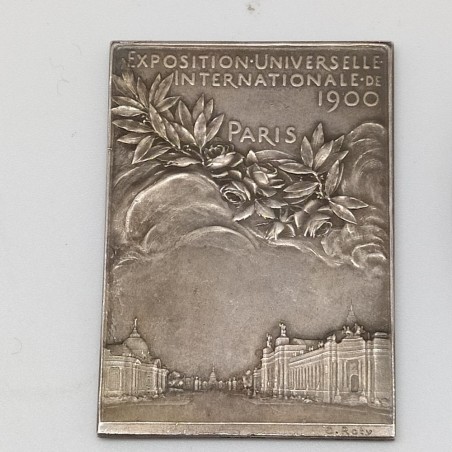 EXPOSITION·UNIVERSELLE·
INTERNATIONALE·DE
1900
PARIS
O. Roty